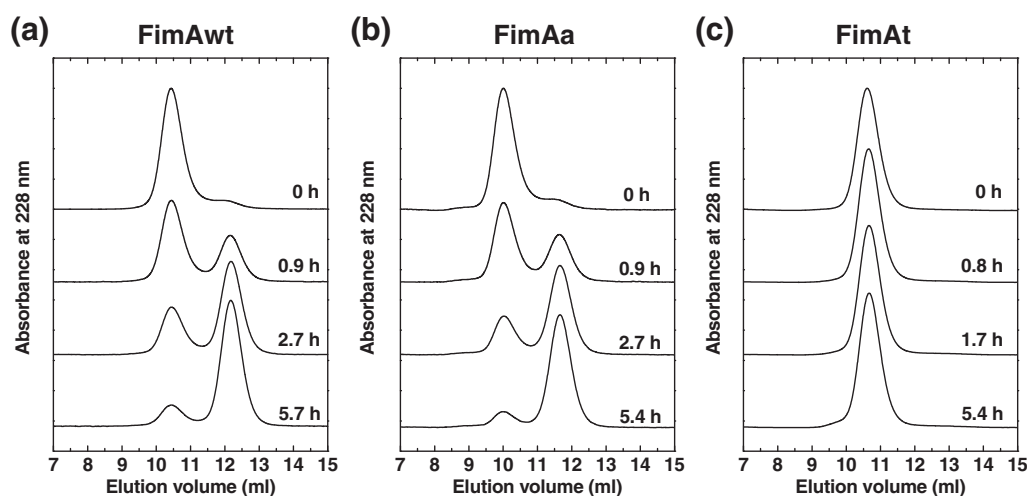 (a) FimAwt
Absorbance at 228 nm
0 h
0.9 h
2.7 h
5.7 h
7 8 9 10 11 12 13 14 15
Elution volume (ml)
(b) FimAa
Absorbance at 228 nm
0 h
0.9 h
2.7 h
5.4 h
7 8 9 10 11 12 13 14 15
Elution volume (ml)
(c) FimAt
Absorbance at 228 nm
0 h
0.8 h
1.7 h
5.4 h
7 8 9 10 11 12 13 14 15
Elution volume (ml)